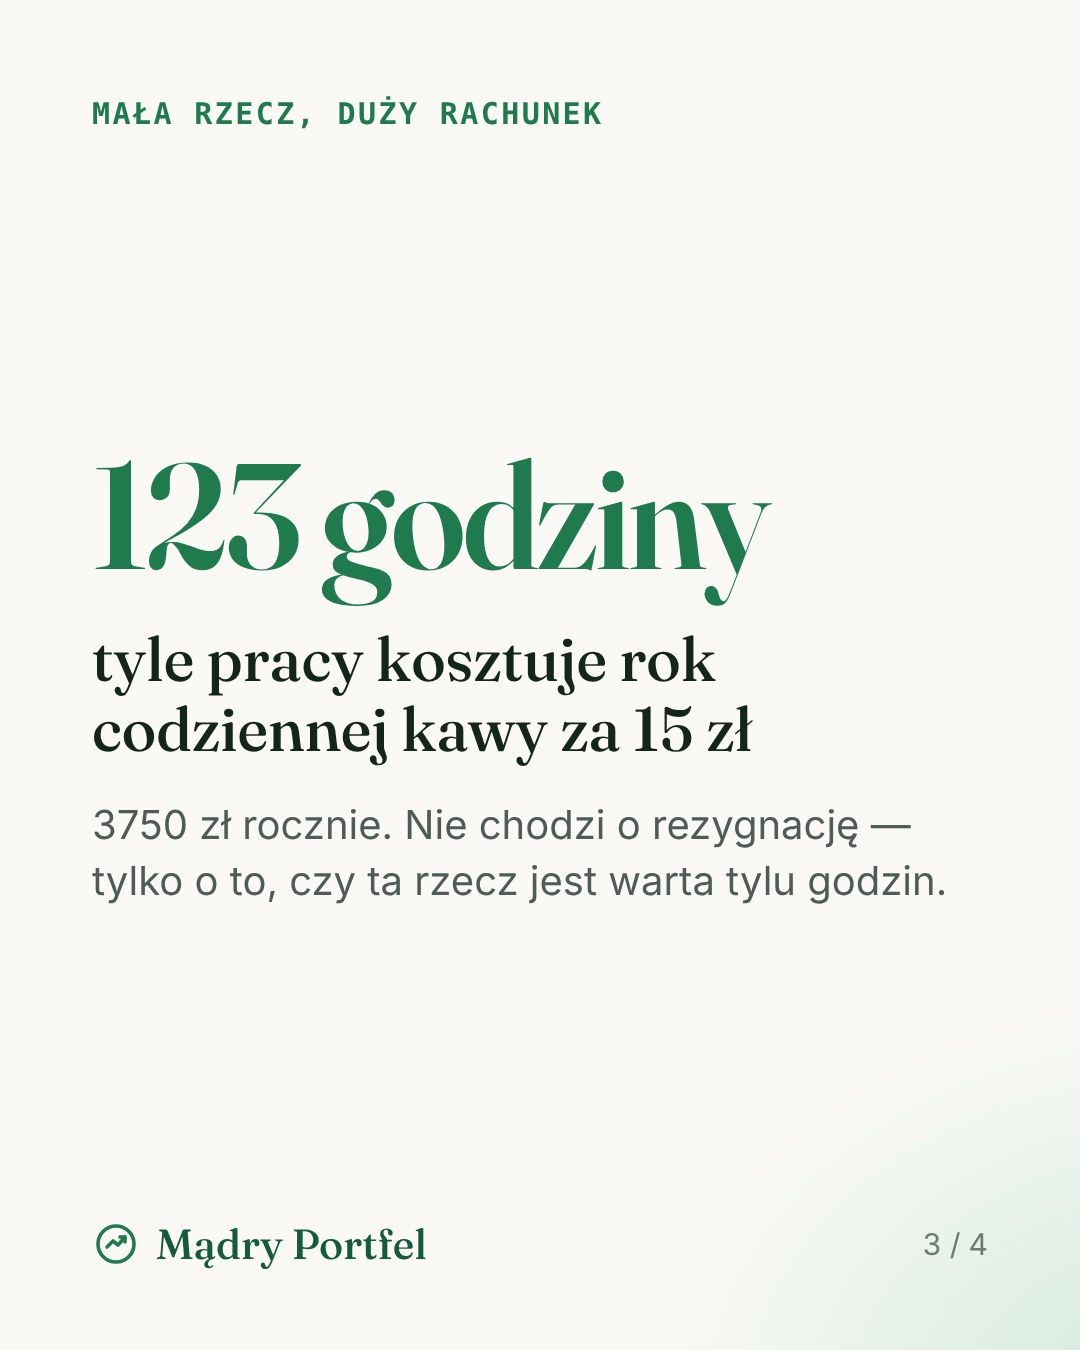 MAŁA RZECZ, DUŻY RACHUNEK
123 godziny
tyle pracy kosztuje rok
codziennej kawy za 15 zł
3750 zł rocznie. Nie chodzi o rezygnację —
tylko o to, czy ta rzecz jest warta tylu godzin.
Mądry Portfel
3 / 4